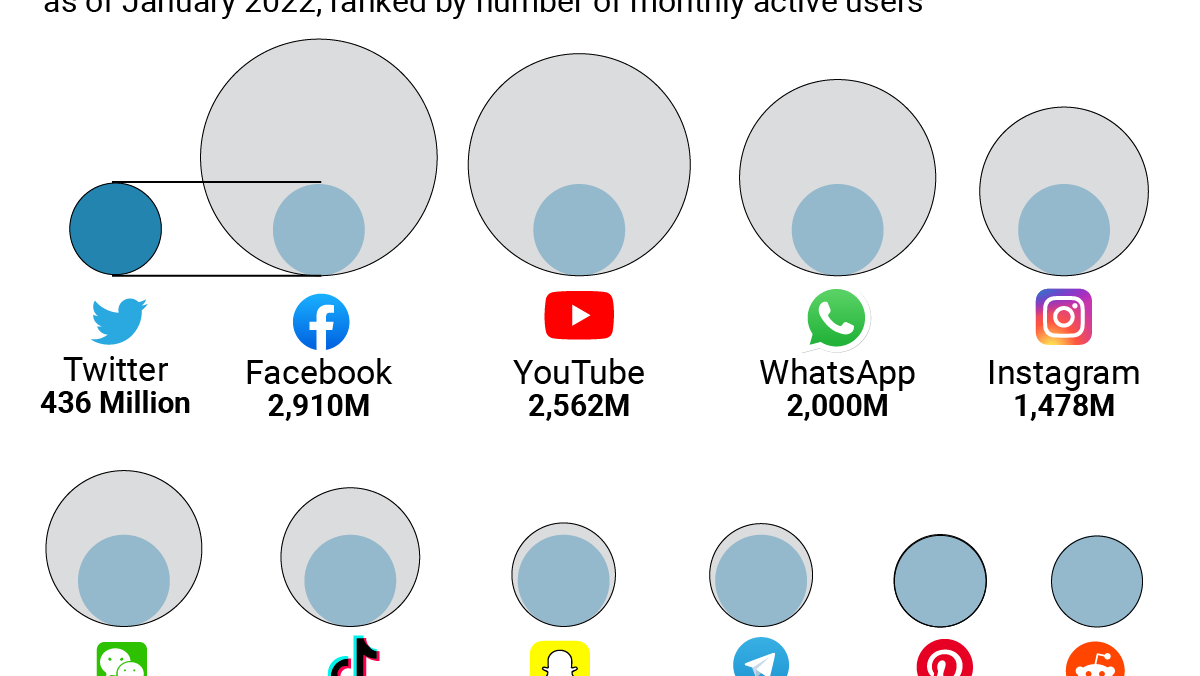 as of January 2022, ranked by number of monthly active users
Twitter
436 Million
Facebook
2,910M
YouTube
2,562M
WhatsApp
2,000M
Instagram
1,478M